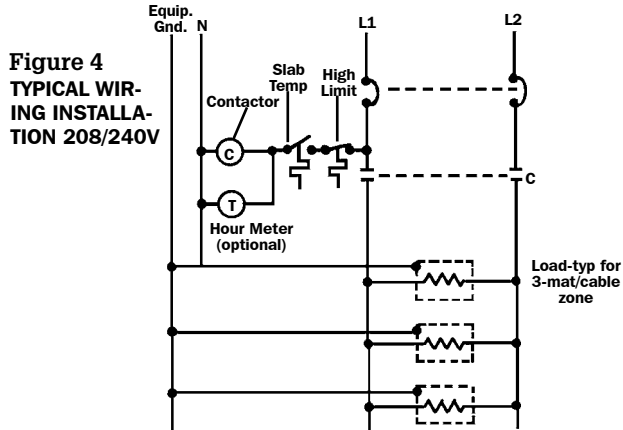 Equip.
Gnd. N
L1
L2
Figure 4
TYPICAL WIR-
ING INSTALLA-
TION 208/240V
Slab
Temp
High
Limit
Contactor
C
C
T
Hour Meter
(optional)
Load-typ for
3-mat/cable
zone